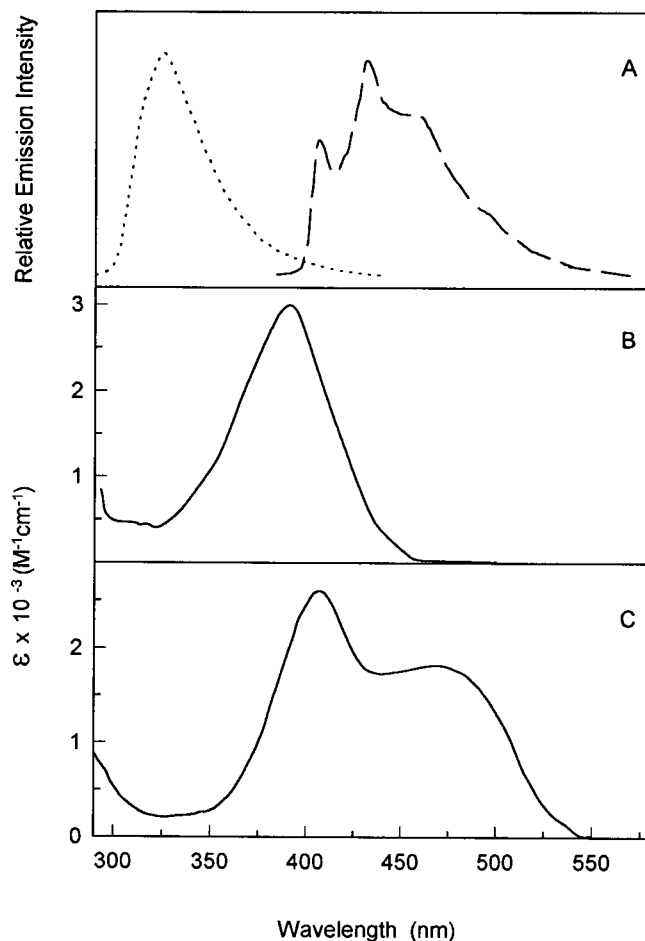 Relative Emission Intensity
A
3
2
1
B
ε x 10 -3 (M-1cm-1)
2
1
0
C
300 350 400 450 500 550
Wavelength (nm)